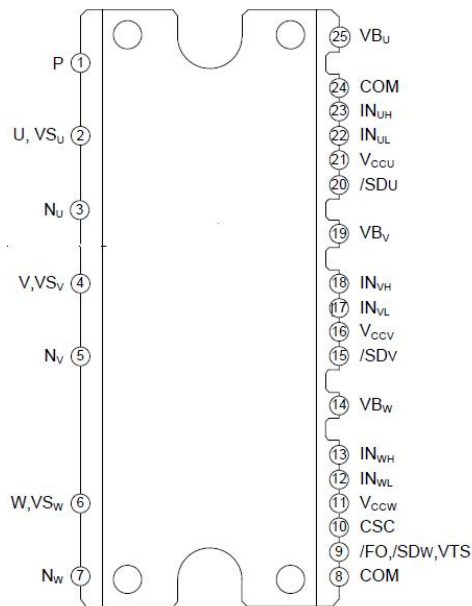 P 1
U, VSU 2
NU 3
V,VSV 4
NV 5
W,VSW 6
NW 7
25 VBU
24 COM
23 INUH
22 INUL
21 VCCU
20 /SDU
19 VBV
18 INVH
17 INVL
16 VCCV
15 /SDV
14 VBW
13 INWH
12 INWL
11 VCCW
10 CSC
9 /FO,/SDW,VTS
8 COM